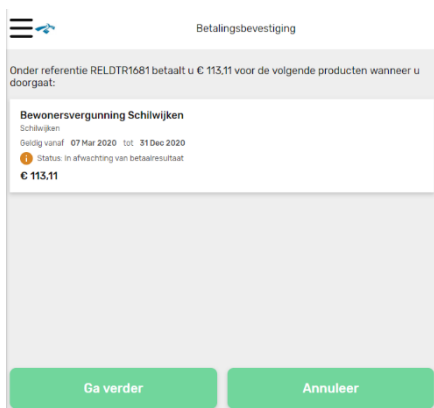 Betalingsbevestiging
Onder referentie RELDTR1681 betaalt u € 113,11 voor de volgende producten wanneer u
doorgaat:
Bewonersvergunning Schilwijken
Schilwijken
Geldig vanaf 07 Mar 2020 tot 31 Dec 2020
Status: In afwachting van betaalresultaat
€ 113,11
Ga verder Annuleer